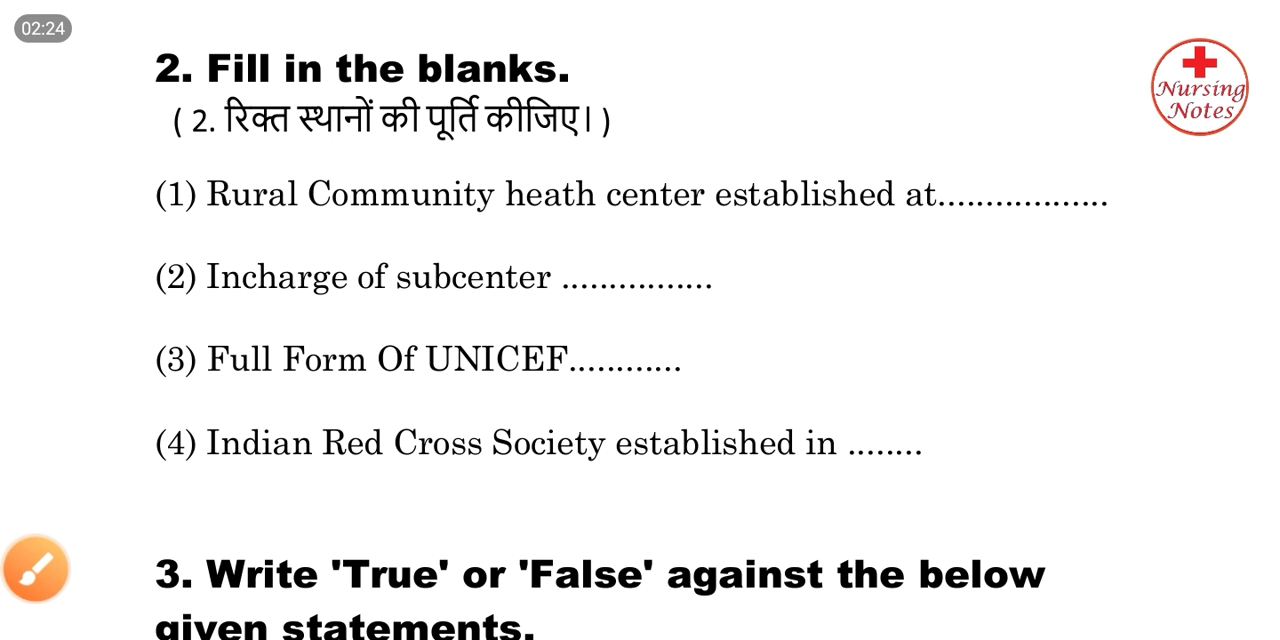 02:24
2. Fill in the blanks.
( 2. रिक्त स्थानों की पूर्ति कीजिए। )
Nursing
Notes
(1) Rural Community heath center established at..................
(2) Incharge of subcenter ................
(3) Full Form Of UNICEF............
(4) Indian Red Cross Society established in ........
3. Write 'True' or 'False' against the below
given statements.